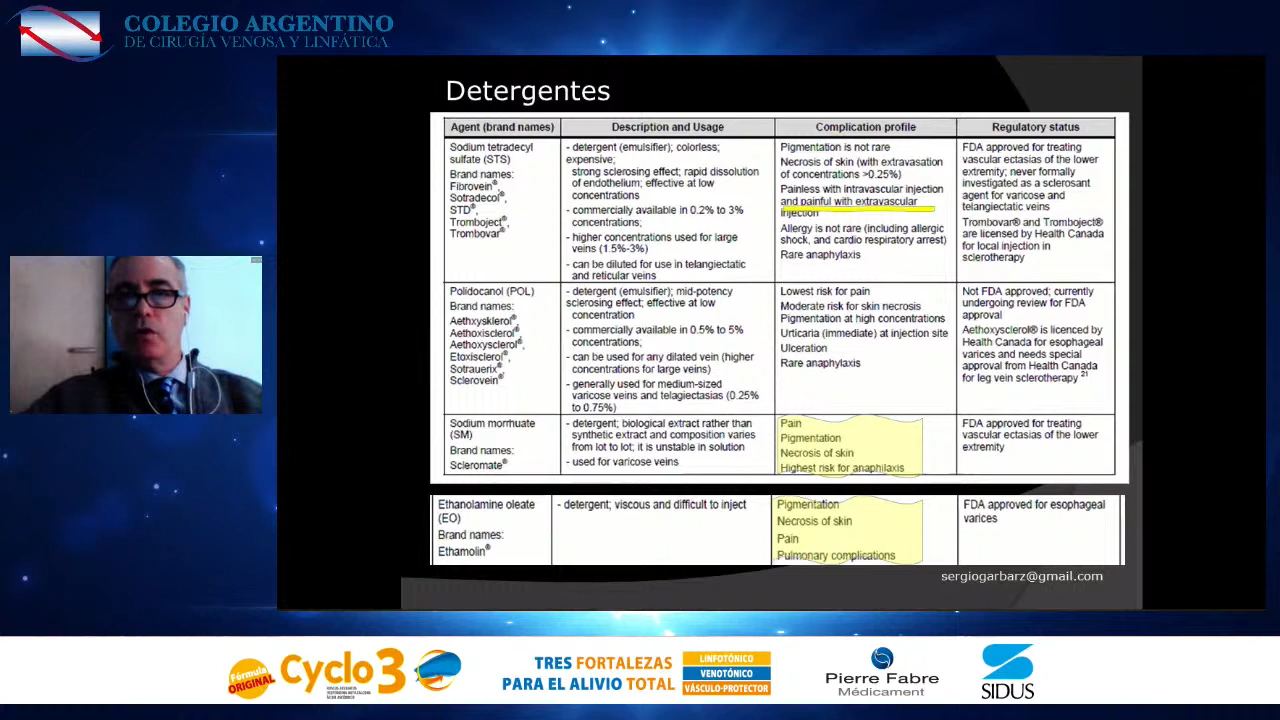 COLEGIO ARGENTINO
DE CIRUGÍA VENOSA Y LINFÁTICA
Detergentes
Agent (brand names)
Description and Usage
Complication profile
Regulatory status
Sodium tetradecyl
sulfate (STS)
Brand names:
Fibrovein®,
Sotradecol®,
STD®,
Tromboject®
Trombovar®
- detergent (emulsifier); colorless;
expensive;
strong sclerosing effect; rapid dissolution
of endothelium; effective at low
concentrations
- commercially available in 0.2% to 3%
concentrations;
- higher concentrations used for large
veins (1.5%-3%)
- can be diluted for use in telangiectatic
and reticular veins
Pigmentation is not rare
Necrosis of skin (with extravasation
of concentrations >0.25%)
Painless with intravascular injection
and painful with extravascular
injection
Allergy is not rare (including allergic
shock, and cardio respiratory arrest)
Rare anaphylaxis
FDA approved for treating
vascular ectasias of the lower
extremity; never formally
investigated as a sclerosant
agent for varicose and
telangiectatic veins
Trombovar® and Tromboject®
are licensed by Health Canada
for local injection in
sclerotherapy
Polidocanol (POL)
Brand names:
Aethxysklerol®,
Aethoxisclerol®,
Aethoxysclerol®,
Etoxisclerol®,
Sotrauerix®,
Sclerovein®
- detergent (emulsifier); mid-potency
sclerosing effect; effective at low
concentration
- commercially available in 0.5% to 5%
concentrations;
- can be used for any dilated vein (higher
concentrations for large veins)
- generally used for medium-sized
varicose veins and telagiectasias (0.25%
to 0.75%)
Lowest risk for pain
Moderate risk for skin necrosis
Pigmentation at high concentrations
Urticaria (immediate) at injection site
Ulceration
Rare anaphylaxis
Not FDA approved; currently
undergoing review for FDA
approval
Aethoxysclerol® is licenced by
Health Canada for esophageal
varices and needs special
approval from Health Canada
for leg vein sclerotherapy 21
Sodium morrhuate
(SM)
Brand names:
Scleromate®
- detergent; biological extract rather than
synthetic extract and composition varies
from lot to lot; it is unstable in solution
- used for varicose veins
Pain
Pigmentation
Necrosis of skin
Highest risk for anaphilaxis
FDA approved for treating
vascular ectasias of the lower
extremity
Ethanolamine oleate
(EO)
Brand names:
Ethamolin®
- detergent; viscous and difficult to inject
Pigmentation
Necrosis of skin
Pain
Pulmonary complications
FDA approved for esophageal
varices
sergiogarbarz@gmail.com
Fórmula
ORIGINAL
Cyclo 3
TRES FORTALEZAS
PARA EL ALIVIO TOTAL
LINFOTÓNICO
VENOTÓNICO
VÁSCULO-PROTECTOR
Pierre Fabre
Médicament
SIDUS